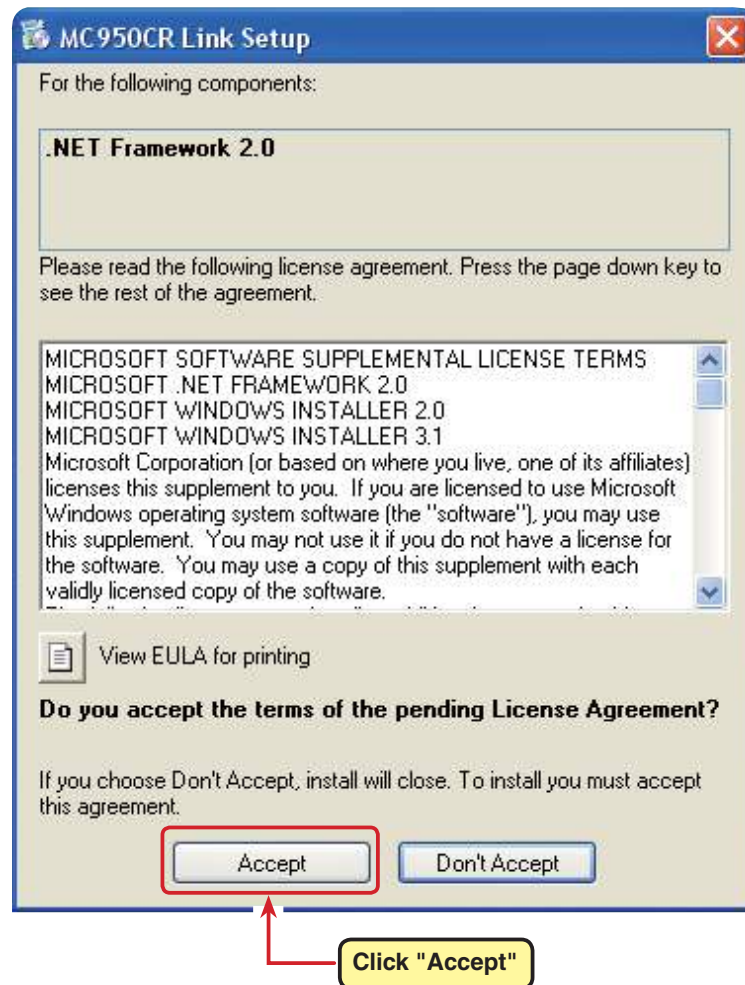 MC950CR Link Setup
For the following components:
.NET Framework 2.0
Please read the following license agreement. Press the page down key to
see the rest of the agreement.
MICROSOFT SOFTWARE SUPPLEMENTAL LICENSE TERMS
MICROSOFT .NET FRAMEWORK 2.0
MICROSOFT WINDOWS INSTALLER 2.0
MICROSOFT WINDOWS INSTALLER 3.1
Microsoft Corporation (or based on where you live, one of its affiliates)
licenses this supplement to you.  If you are licensed to use Microsoft
Windows operating system software (the "software"), you may use
this supplement.  You may not use it if you do not have a license for
the software.  You may use a copy of this supplement with each
validly licensed copy of the software.
View EULA for printing
Do you accept the terms of the pending License Agreement?
If you choose Don't Accept, install will close. To install you must accept
this agreement.
Accept
Don't Accept
Click "Accept"